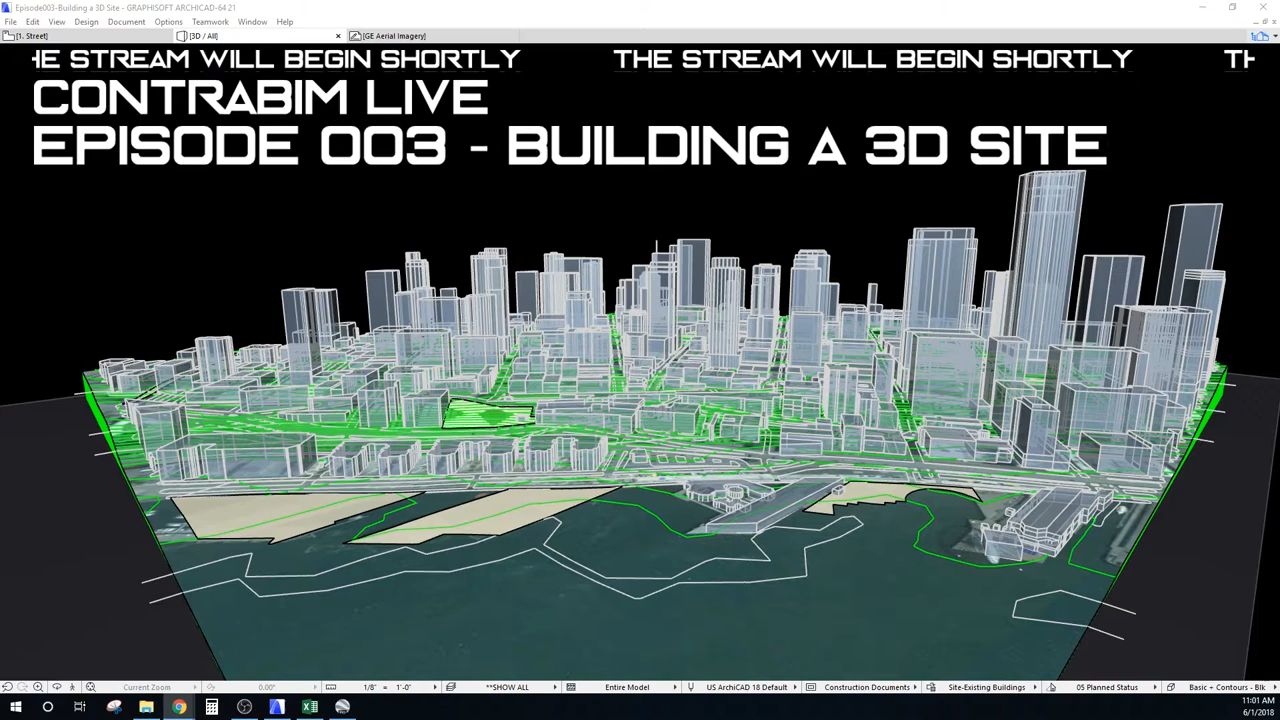 Episode003-Building a 3D Site - GRAPHISOFT ARCHICAD-64 21
File Edit View Design Document Options Teamwork Window Help
[1. Street] [3D / All] [GE Aerial Imagery]
HE STREAM WILL BEGIN SHORTLY THE STREAM WILL BEGIN SHORTLY TH
CONTRABIM LIVE
EPISODE 003 - BUILDING A 3D SITE
Current Zoom 0.00° 1/8" = 1'-0" **SHOW ALL Entire Model US ArchiCAD 18 Default Construction Documents Site-Existing Buildings 05 Planned Status Basic + Contours - Blk
11:01 AM
6/1/2018